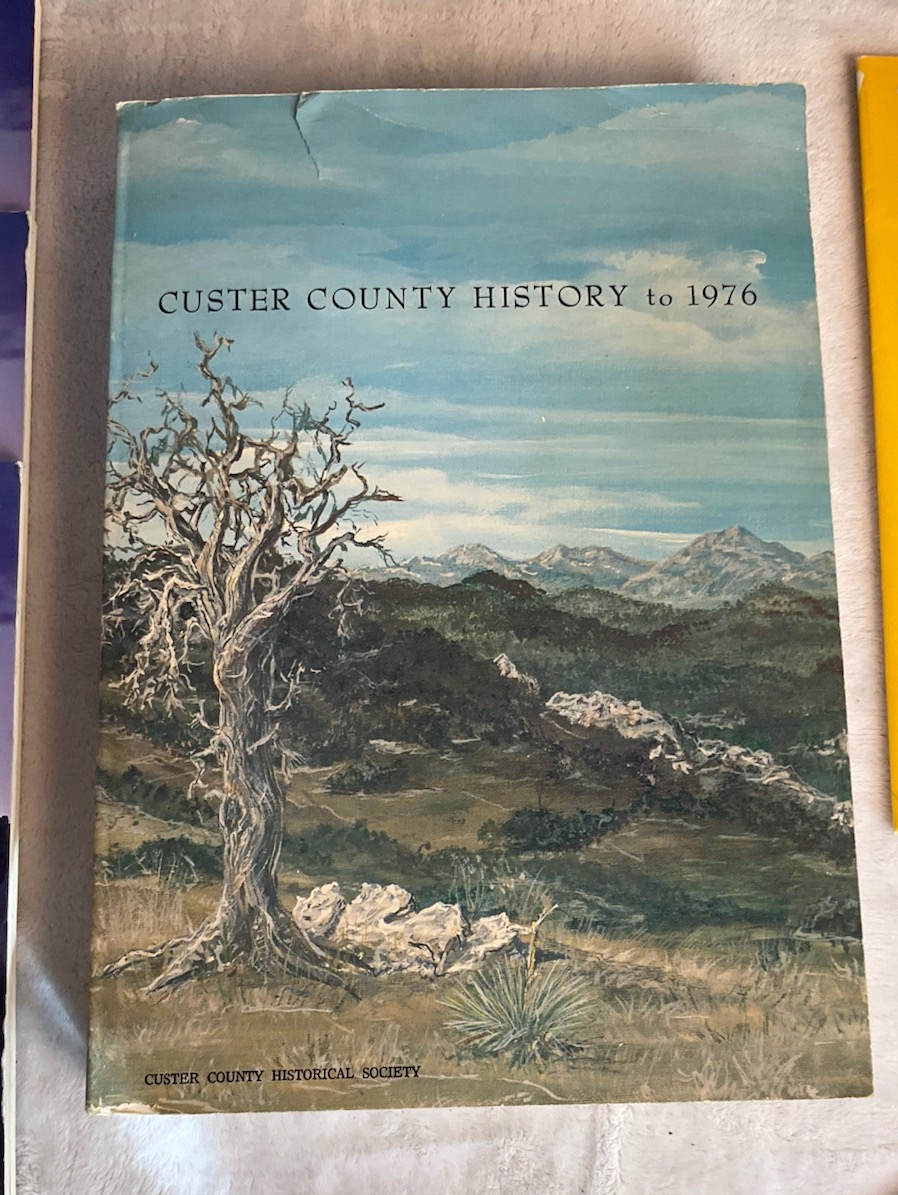 CUSTER COUNTY HISTORY to 1976
CUSTER COUNTY HISTORICAL SOCIETY